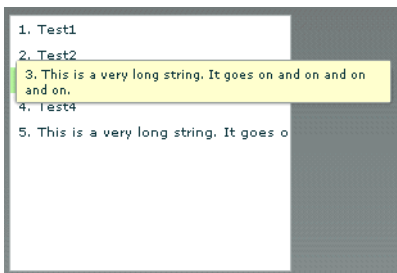 1. Test1
2. Test2
3. This is a very long string. It goes on and on and on
and on.
4. Test4
5. This is a very long string. It goes o